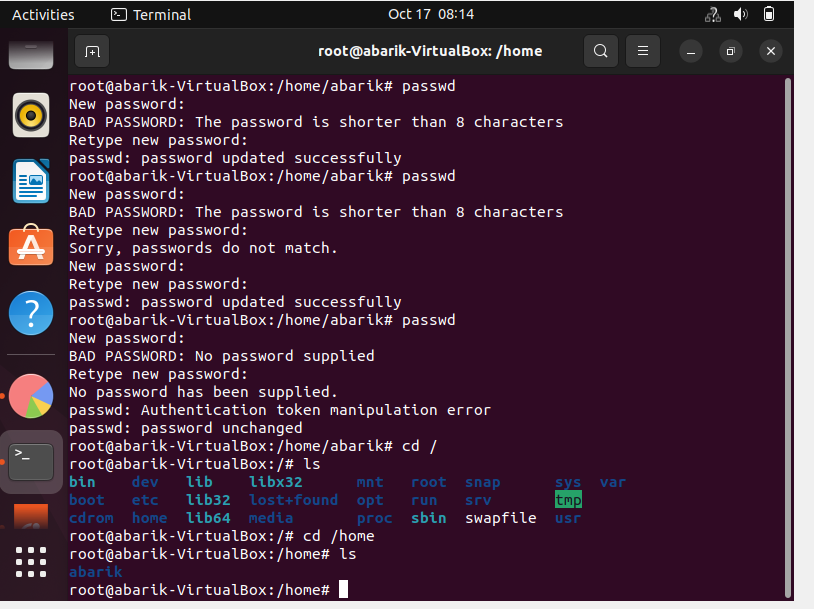 Activities Terminal Oct 17 08:14
root@abarik-VirtualBox: /home
root@abarik-VirtualBox:/home/abarik# passwd
New password:
BAD PASSWORD: The password is shorter than 8 characters
Retype new password:
passwd: password updated successfully
root@abarik-VirtualBox:/home/abarik# passwd
New password:
BAD PASSWORD: The password is shorter than 8 characters
Retype new password:
Sorry, passwords do not match.
New password:
Retype new password:
passwd: password updated successfully
root@abarik-VirtualBox:/home/abarik# passwd
New password:
BAD PASSWORD: No password supplied
Retype new password:
No password has been supplied.
passwd: Authentication token manipulation error
passwd: password unchanged
root@abarik-VirtualBox:/home/abarik# cd /
root@abarik-VirtualBox:/# ls
bin dev lib libx32 mnt root snap sys var
boot etc lib32 lost+found opt run srv tmp
cdrom home lib64 media proc sbin swapfile usr
root@abarik-VirtualBox:/# cd /home
root@abarik-VirtualBox:/home# ls
abarik
root@abarik-VirtualBox:/home#